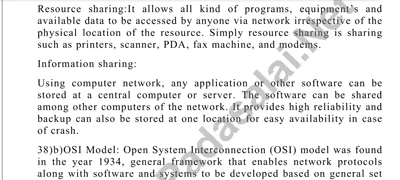 Resource sharing:It allows all kind of programs, equipment's and
available data to be accessed by anyone via network irrespective of the
physical location of the resource. Simply resource sharing is sharing
such as printers, scanner, PDA, fax machine, and modems.
Information sharing:
Using computer network, any application or other software can be
stored at a central computer or server. The software can be shared
among other computers of the network. It provides high reliability and
backup can also be stored at one location for easy availability in case
of crash.
38)b)OSI Model: Open System Interconnection (OSI) model was found
in the year 1934, general framework that enables network protocols
along with software and systems to be developed based on general set
Padasalai.Net